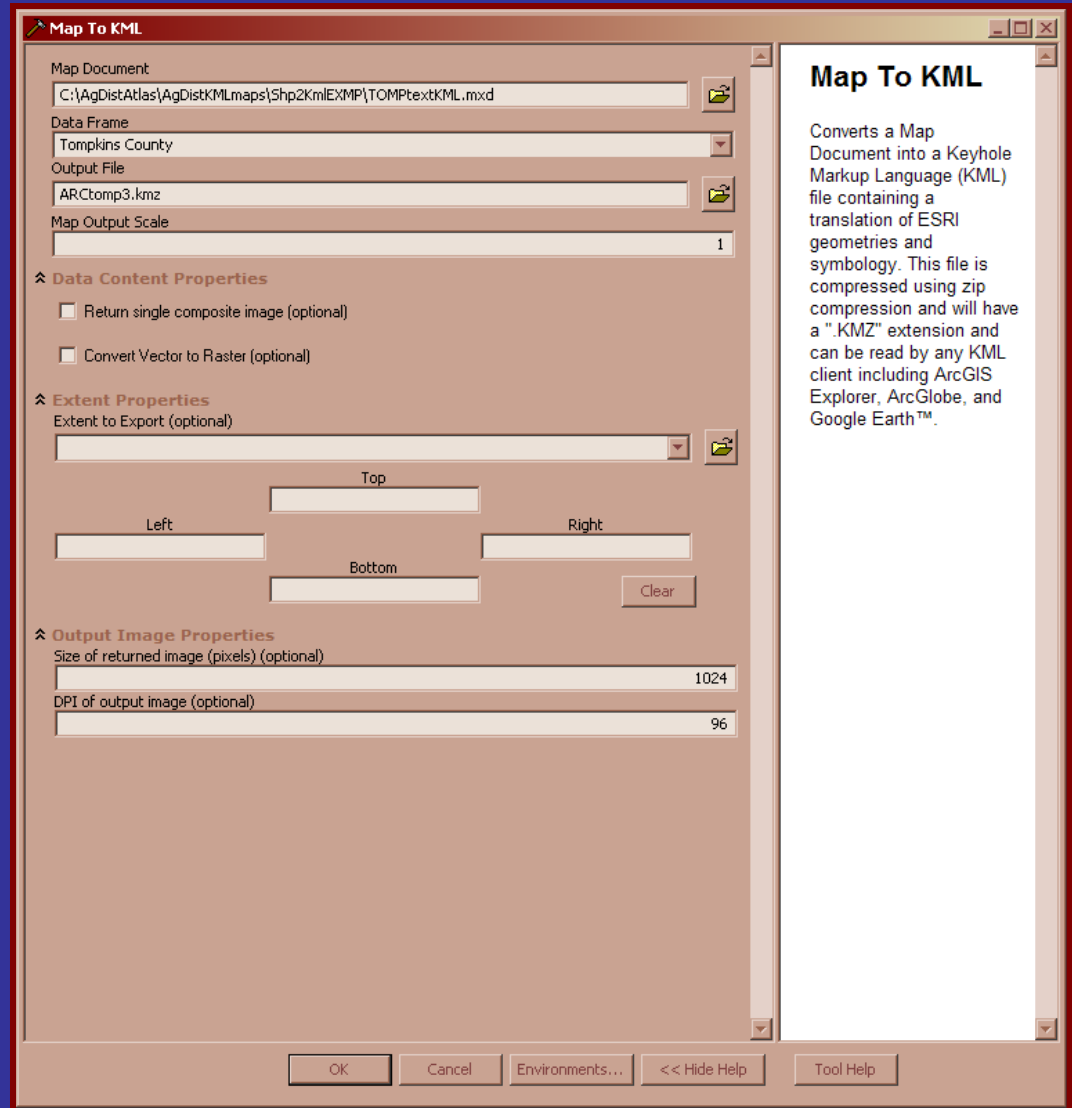 Map To KML
Map Document
C:\AgDistAtlas\AgDistKMLmaps\Shp2KmlEXMP\TOMPtextKML.mxd
Data Frame
Tompkins County
Output File
ARCtomp3.kmz
Map Output Scale
1
Data Content Properties
Return single composite image (optional)
Convert Vector to Raster (optional)
Extent Properties
Extent to Export (optional)
Top
Left
Right
Bottom
Clear
Output Image Properties
Size of returned image (pixels) (optional)
1024
DPI of output image (optional)
96
OK
Cancel
Environments...
<< Hide Help
Tool Help
Map To KML
Converts a Map
Document into a Keyhole
Markup Language (KML)
file containing a
translation of ESRI
geometries and
symbology. This file is
compressed using zip
compression and will have
a ".KMZ" extension and
can be read by any KML
client including ArcGIS
Explorer, ArcGlobe, and
Google Earth™.